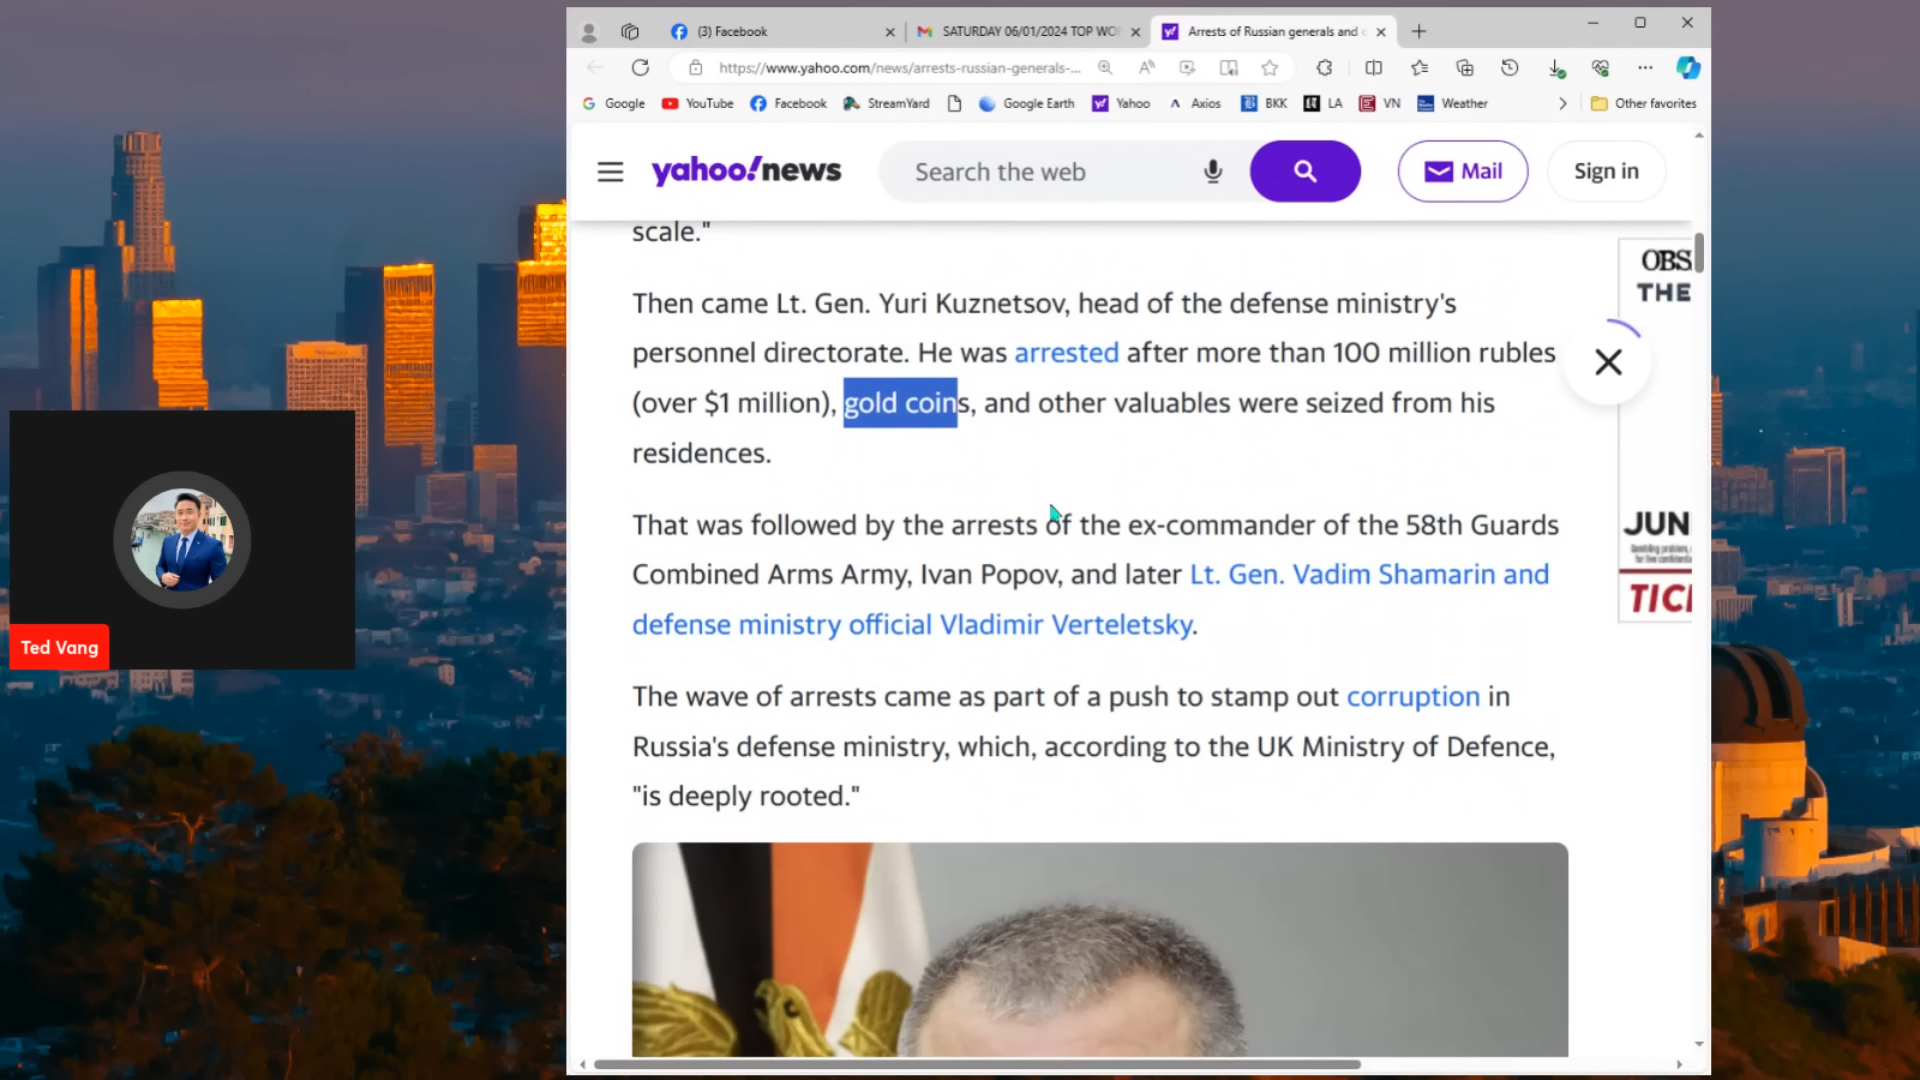 (3) Facebook
SATURDAY 06/01/2024 TOP WO
Arrests of Russian generals and
https://www.yahoo.com/news/arrests-russian-generals-...
Google
YouTube
Facebook
StreamYard
Google Earth
Yahoo
Axios
BKK
LA
VN
Weather
Other favorites
yahoo!news
Search the web
Mail
Sign in
scale."
Then came Lt. Gen. Yuri Kuznetsov, head of the defense ministry's
personnel directorate. He was arrested after more than 100 million rubles
(over $1 million), gold coins, and other valuables were seized from his
residences.
That was followed by the arrests of the ex-commander of the 58th Guards
Combined Arms Army, Ivan Popov, and later Lt. Gen. Vadim Shamarin and
defense ministry official Vladimir Verteletsky.
The wave of arrests came as part of a push to stamp out corruption in
Russia's defense ministry, which, according to the UK Ministry of Defence,
"is deeply rooted."
OBS
THE
JUN
TIC
Ted Vang